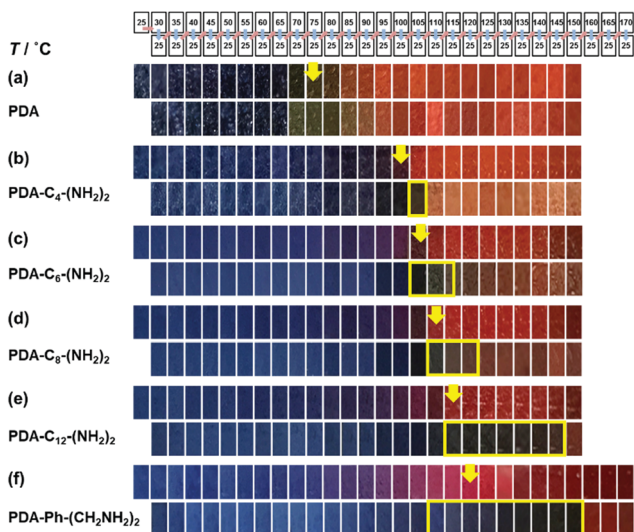 25 30 35 40 45 50 55 60 65 70 75 80 85 90 95 100 105 110 115 120 125 130 135 140 145 150 160 165 170
T / °C
25 25 25 25 25 25 25 25 25 25 25 25 25 25 25 25 25 25 25 25 25 25 25 25 25 25 25 25
(a)
PDA
(b)
PDA-C₄-(NH₂)₂
(c)
PDA-C₆-(NH₂)₂
(d)
PDA-C₈-(NH₂)₂
(e)
PDA-C₁₂-(NH₂)₂
(f)
PDA-Ph-(CH₂NH₂)₂